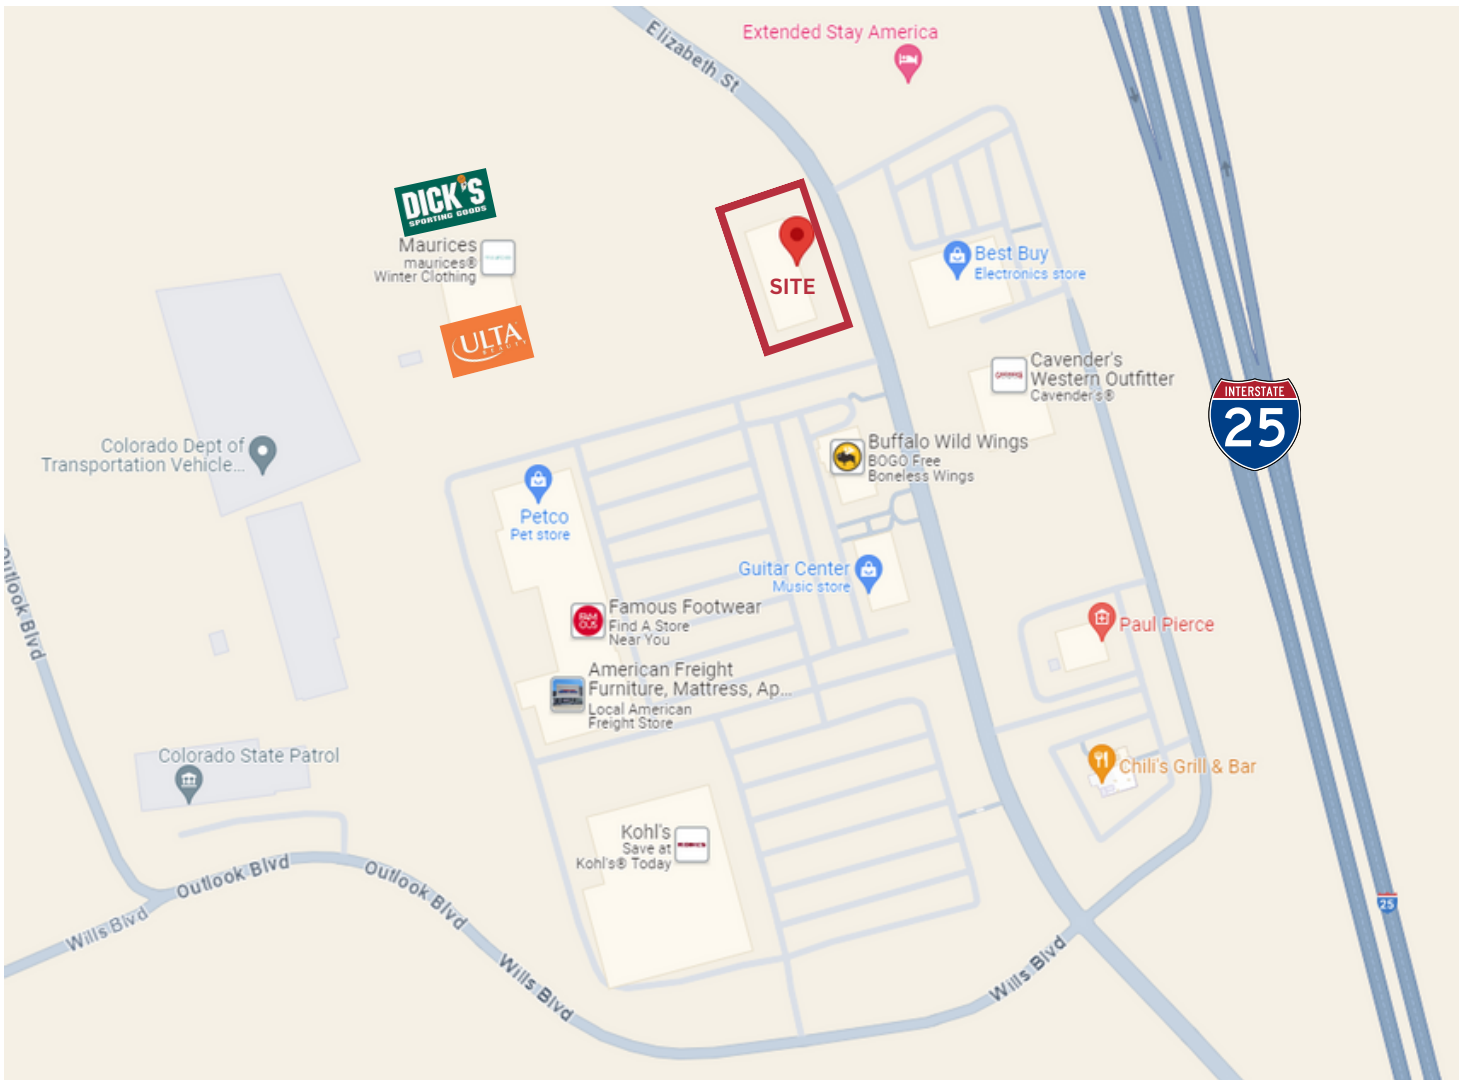 Elizabeth St
Extended Stay America
DICK'S
SPORTING GOODS
Maurices
maurices®
Winter Clothing
ULTA
BEAUTY
SITE
Best Buy
Electronics store
Cavender's
Western Outfitter
Cavender's®
INTERSTATE
25
Colorado Dept of
Transportation Vehicle...
Buffalo Wild Wings
BOGO Free
Boneless Wings
Petco
Pet store
Guitar Center
Music store
Outlook Blvd
FAM
OUS
Famous Footwear
Find A Store
Near You
Paul Pierce
American Freight
Furniture, Mattress, Ap...
Local American
Freight Store
Colorado State Patrol
Chili's Grill & Bar
Kohl's
Save at
Kohl's® Today
Outlook Blvd
Outlook Blvd
Wills Blvd
Wills Blvd
Wills Blvd
25